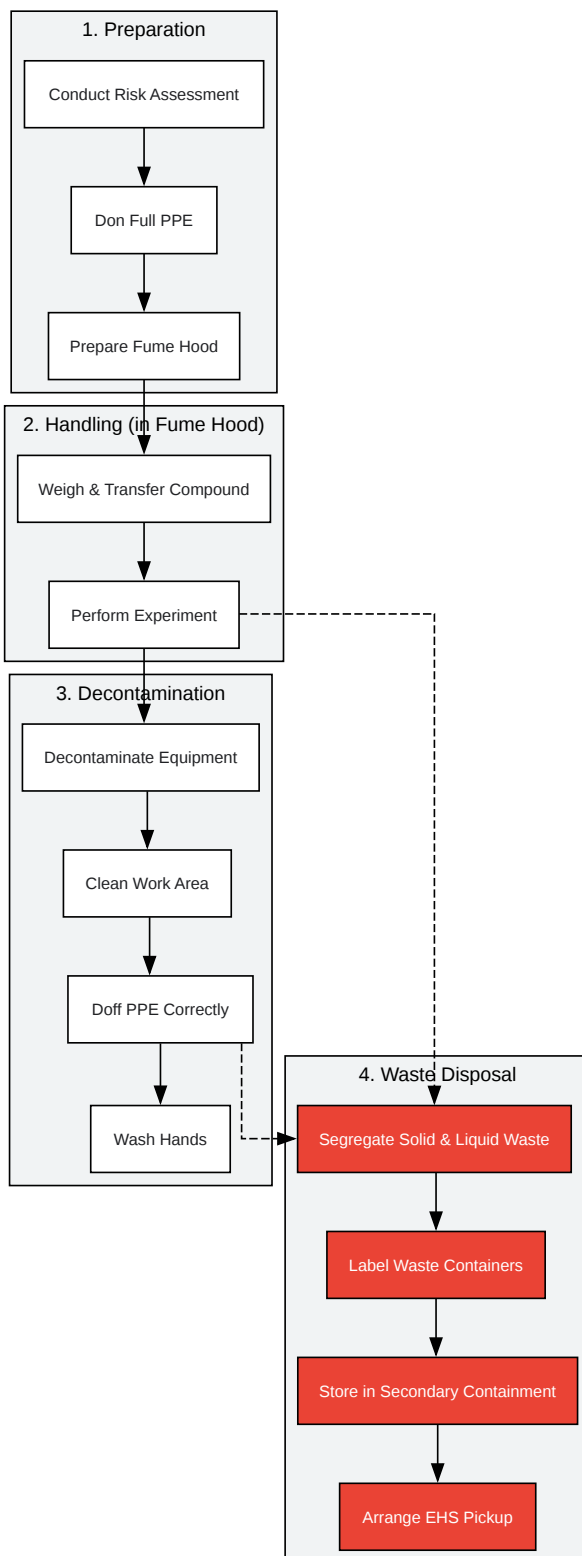 1. Preparation
Conduct Risk Assessment
Don Full PPE
Prepare Fume Hood
2. Handling (in Fume Hood)
Weigh & Transfer Compound
Perform Experiment
3. Decontamination
Decontaminate Equipment
Clean Work Area
Doff PPE Correctly
Wash Hands
4. Waste Disposal
Segregate Solid & Liquid Waste
Label Waste Containers
Store in Secondary Containment
Arrange EHS Pickup